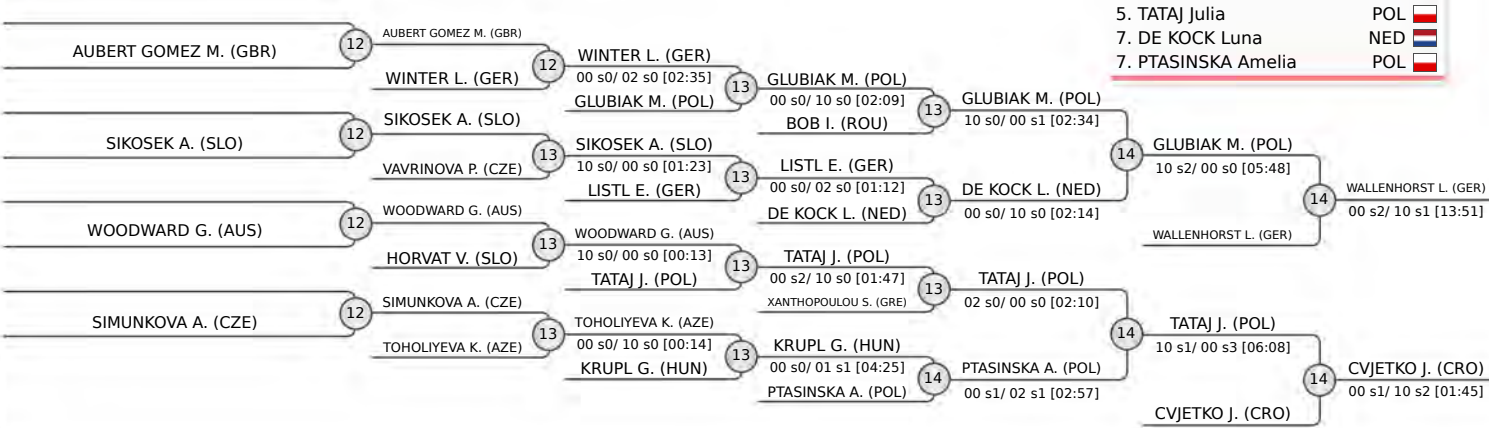 5. TATAJ Julia POL
7. DE KOCK Luna NED
7. PTASINSKA Amelia POL
AUBERT GOMEZ M. (GBR)
12
SIKOSEK A. (SLO)
12
WOODWARD G. (AUS)
12
SIMUNKOVA A. (CZE)
12
AUBERT GOMEZ M. (GBR)
12
WINTER L. (GER)
SIKOSEK A. (SLO)
13
VAVRINOVA P. (CZE)
WOODWARD G. (AUS)
13
HORVAT V. (SLO)
SIMUNKOVA A. (CZE)
13
TOHOLIYEVA K. (AZE)
WINTER L. (GER)
00 s0/ 02 s0 [02:35]
13
GLUBIAK M. (POL)
SIKOSEK A. (SLO)
10 s0/ 00 s0 [01:23]
13
LISTL E. (GER)
WOODWARD G. (AUS)
10 s0/ 00 s0 [00:13]
13
TATAJ J. (POL)
TOHOLIYEVA K. (AZE)
00 s0/ 10 s0 [00:14]
13
KRUPL G. (HUN)
GLUBIAK M. (POL)
00 s0/ 10 s0 [02:09]
13
BOB I. (ROU)
LISTL E. (GER)
00 s0/ 02 s0 [01:12]
13
DE KOCK L. (NED)
TATAJ J. (POL)
00 s2/ 10 s0 [01:47]
13
XANTHOPOULOU S. (GRE)
KRUPL G. (HUN)
00 s0/ 01 s1 [04:25]
14
PTASINSKA A. (POL)
GLUBIAK M. (POL)
10 s0/ 00 s1 [02:34]
14
DE KOCK L. (NED)
00 s0/ 10 s0 [02:14]
TATAJ J. (POL)
02 s0/ 00 s0 [02:10]
14
PTASINSKA A. (POL)
00 s1/ 02 s1 [02:57]
GLUBIAK M. (POL)
10 s2/ 00 s0 [05:48]
14
WALLENHORST L. (GER)
TATAJ J. (POL)
10 s1/ 00 s3 [06:08]
14
CVJETKO J. (CRO)
WALLENHORST L. (GER)
00 s2/ 10 s1 [13:51]
CVJETKO J. (CRO)
00 s1/ 10 s2 [01:45]